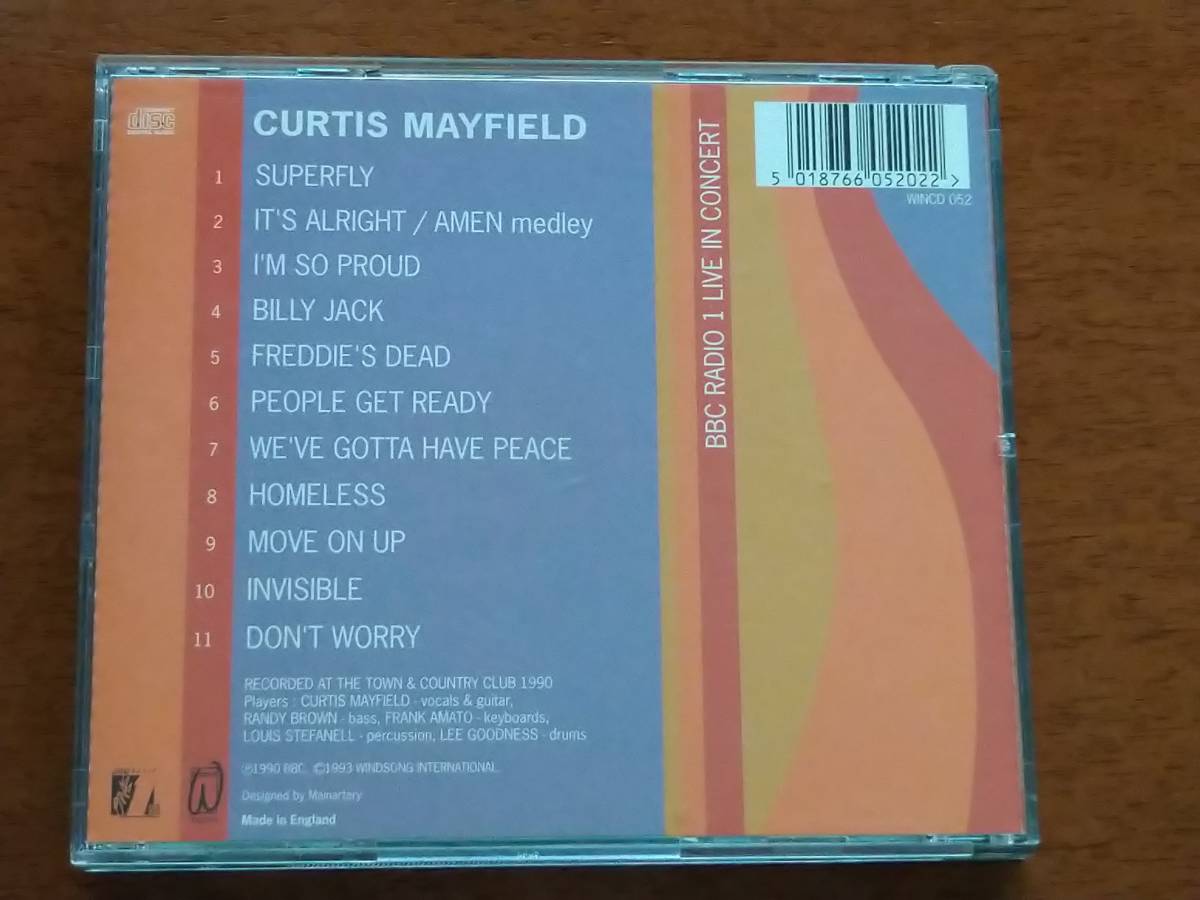 disc
CURTIS MAYFIELD
1 SUPERFLY
2 IT'S ALRIGHT / AMEN medley
3 I'M SO PROUD
4 BILLY JACK
5 FREDDIE'S DEAD
6 PEOPLE GET READY
7 WE'VE GOTTA HAVE PEACE
8 HOMELESS
9 MOVE ON UP
10 INVISIBLE
11 DON'T WORRY
RECORDED AT THE TOWN & COUNTRY CLUB 1990
Players : CURTIS MAYFIELD - vocals & guitar,
RANDY BROWN - bass, FRANK AMATO - keyboards,
LOUIS STEFANELL - percussion, LEE GOODNESS - drums
℗1990 BBC. ©1993 WINDSONG INTERNATIONAL
Designed by Mainartery
Made in England
BBC RADIO 1 LIVE IN CONCERT
5 018766 052022 >
WINCD 052